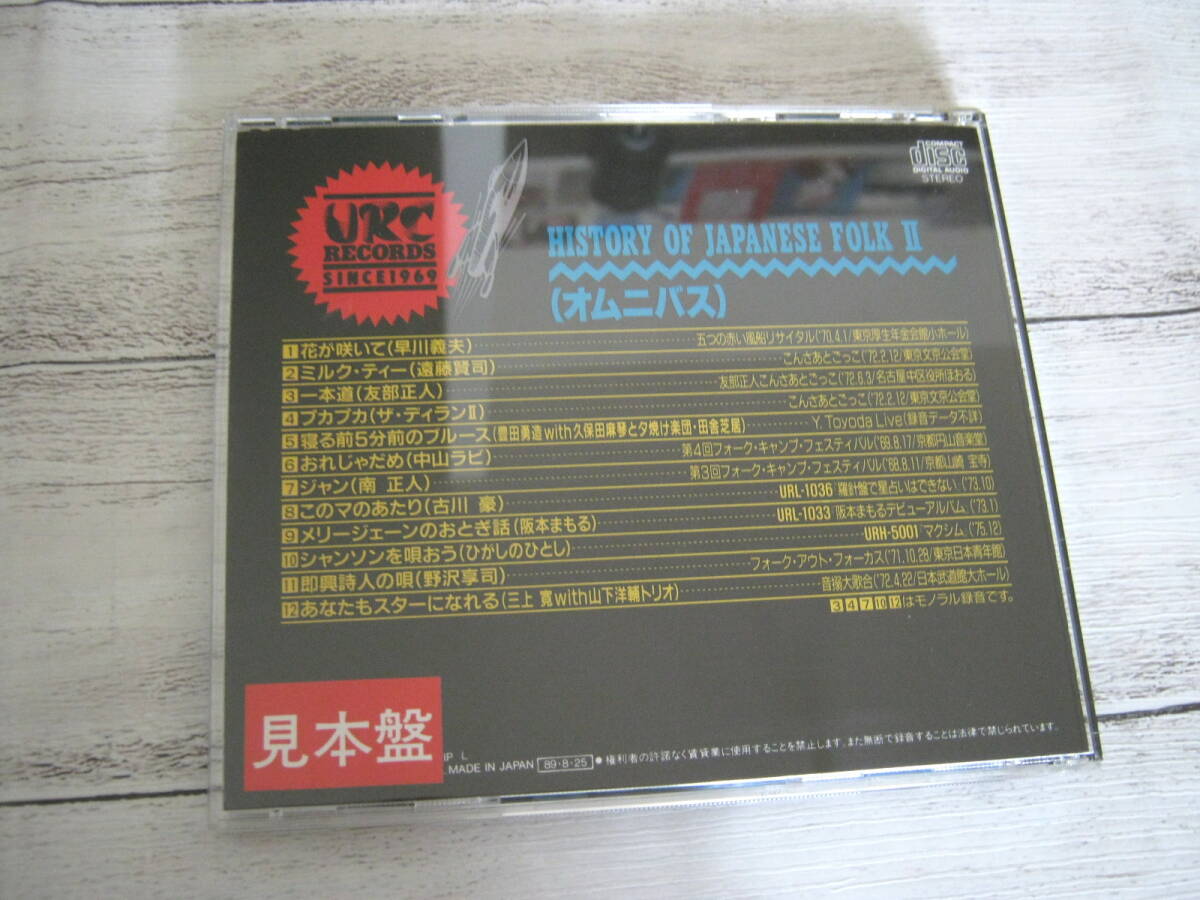 COMPACT
disc
DIGITAL AUDIO
STEREO
URC
RECORDS
SINCE1969
HISTORY OF JAPANESE FOLK II
(オムニバス)
1 花が咲いて(早川義夫) 五つの赤い風船リサイタル('70.4.1/東京厚生年金会館小ホール)
2 ミルク・ティー(遠藤賢司) こんさあとごっこ('72.2.12/東京文京公会堂)
3 一本道(友部正人) 友部正人こんさあとごっこ('72.6.3/名古屋中区役所ほおる)
4 プカプカ(ザ・ディランII) こんさあとごっこ('72.2.12/東京文京公会堂)
5 寝る前5分前のブルース(豊田勇造with久保田麻琴と夕焼け楽団・田舎芝居) Y. Toyoda Live(録音データ不詳)
6 おれじゃだめ(中山ラビ) 第4回フォーク・キャンプ・フェスティバル('69.8.17/京都円山音楽堂)
7 ジャン(南 正人) 第3回フォーク・キャンプ・フェスティバル('68.8.11/京都山崎 宝寺)
8 このマのあたり(古川 豪) URL-1036「羅針盤で星占いはできない」('73.10)
9 メリージェーンのおとぎ話(阪本まもる) URL-1033「阪本まもるデビューアルバム」('73.1)
10 シャンソンを唄おう(ひがしのひとし) URH-5001「マクシム」('75.12)
11 即興詩人の唄(野沢享司) フォーク・アウト・フォーカス('71.10.28/東京日本青年館)
12 あなたもスターになれる(三上 寛with山下洋輔トリオ) 音搦大歌合('72.4.22/日本武道館大ホール)
3 4 7 10 12はモノラル録音です。
見本盤
P L
MADE IN JAPAN 89・8・25 ●権利者の許諾なく賃貸業に使用することを禁止します。また無断で録音することは法律で禁じられています。